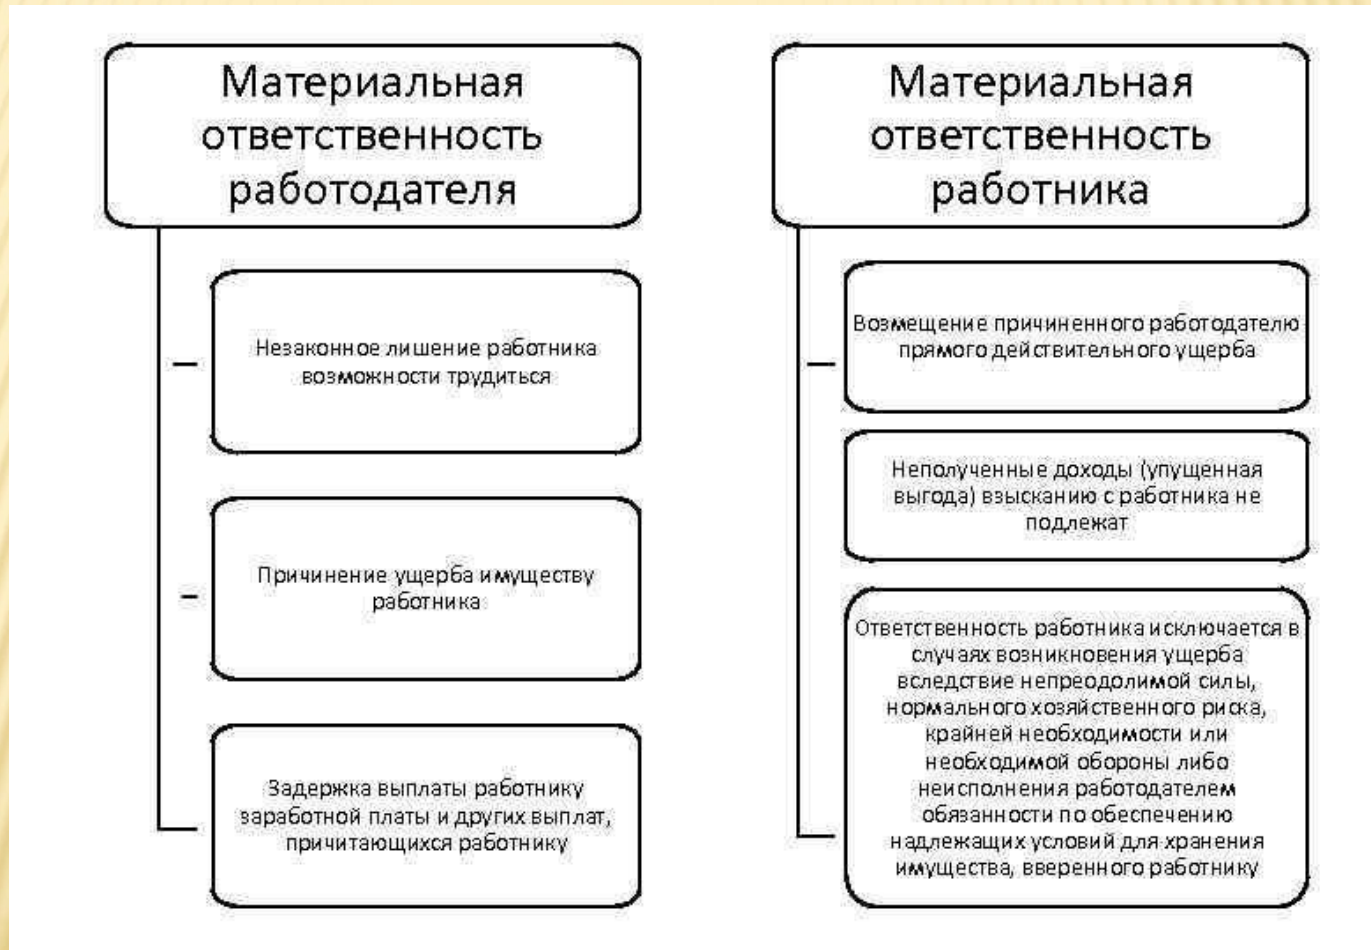 Материальная
ответственность
работодателя
Незаконное лишение работника
возможности трудиться
Причинение ущерба имуществу
работника
Задержка выплаты работнику
заработной платы и других выплат,
причитающихся работнику
Материальная
ответственность
работника
Возмещение причиненного работодателю
прямого действительного ущерба
Неполученные доходы (упущенная
выгода) взысканию с работника не
подлежат
Ответственность работника исключается в
случаях возникновения ущерба
вследствие непреодолимой силы,
нормального хозяйственного риска,
крайней необходимости или
необходимой обороны либо
неисполнения работодателем
обязанности по обеспечению
надлежащих условий для хранения
имущества, вверенного работнику